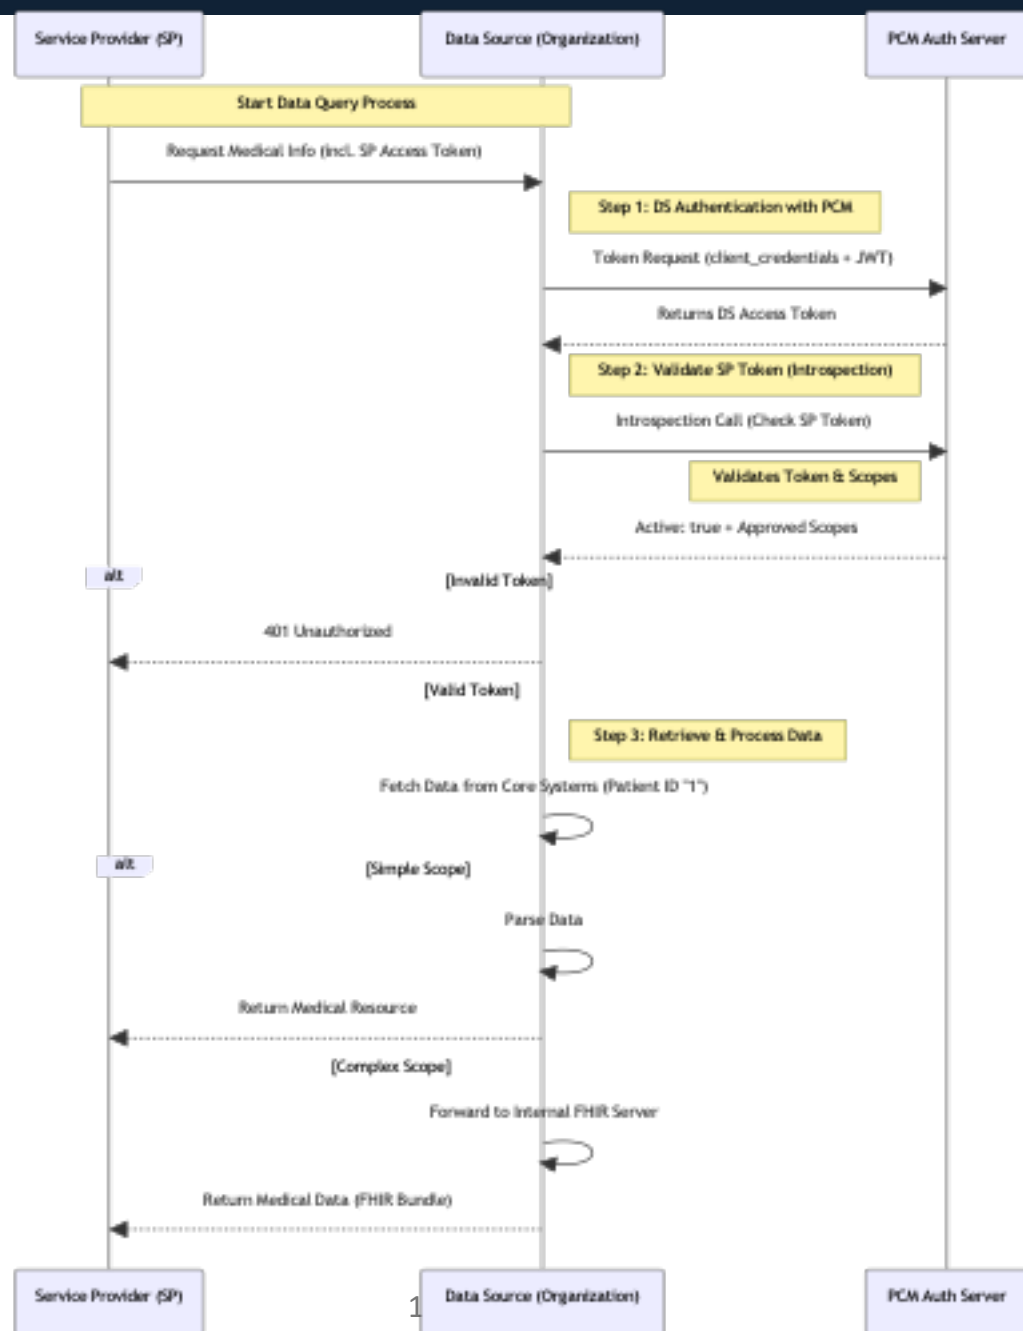 Service Provider (SP)
Data Source (Organization)
PCM Auth Server
Start Data Query Process
Request Medical Info (incl. SP Access Token)
Step 1: DS Authentication with PCM
Token Request (client_credentials + JWT)
Returns DS Access Token
Step 2: Validate SP Token (Introspection)
Introspection Call (Check SP Token)
Validates Token & Scopes
Active: true + Approved Scopes
alt
[Invalid Token]
401 Unauthorized
[Valid Token]
Step 3: Retrieve & Process Data
Fetch Data from Core Systems (Patient ID "1")
alt
[Simple Scope]
Parse Data
Return Medical Resource
[Complex Scope]
Forward to Internal FHIR Server
Return Medical Data (FHIR Bundle)
Service Provider (SP)
1
Data Source (Organization)
PCM Auth Server